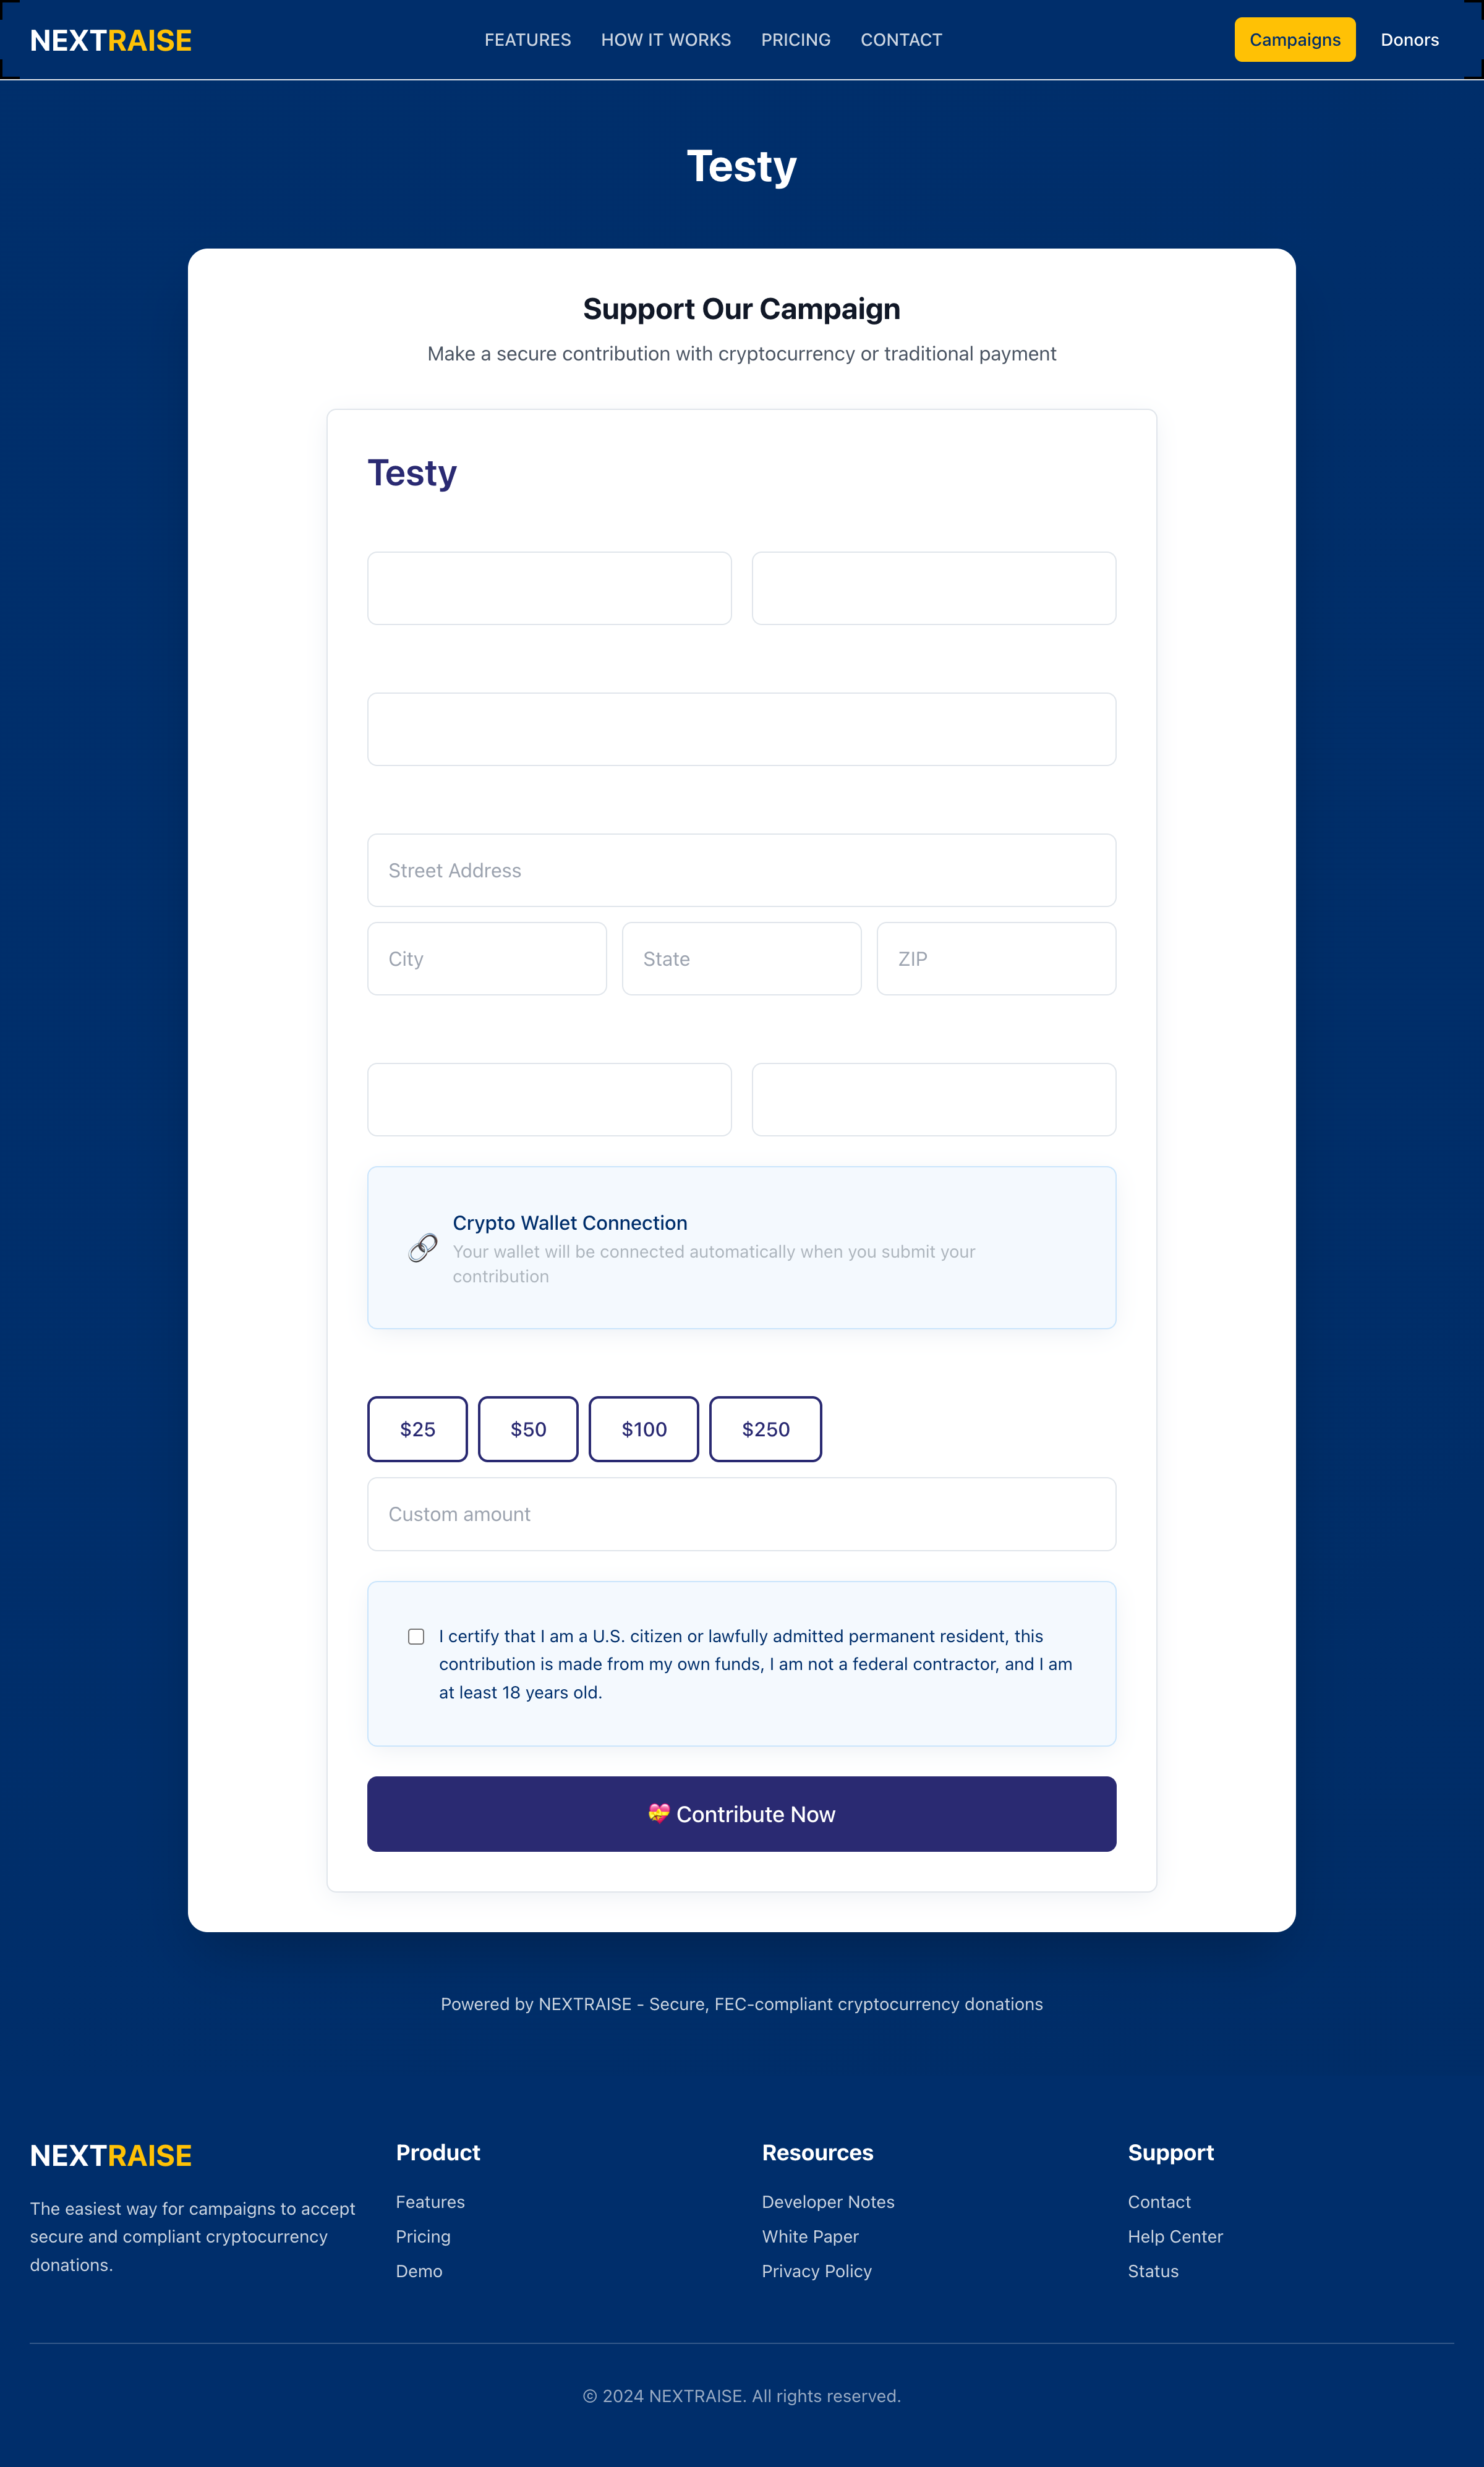 NEXTRAISE
FEATURES HOW IT WORKS PRICING CONTACT
Campaigns Donors
Testy
Support Our Campaign
Make a secure contribution with cryptocurrency or traditional payment
Testy
Street Address
City State ZIP
Crypto Wallet Connection
Your wallet will be connected automatically when you submit your
contribution
$25 $50 $100 $250
Custom amount
I certify that I am a U.S. citizen or lawfully admitted permanent resident, this
contribution is made from my own funds, I am not a federal contractor, and I am
at least 18 years old.
💝 Contribute Now
Powered by NEXTRAISE - Secure, FEC-compliant cryptocurrency donations
NEXTRAISE
The easiest way for campaigns to accept
secure and compliant cryptocurrency
donations.
Product
Features
Pricing
Demo
Resources
Developer Notes
White Paper
Privacy Policy
Support
Contact
Help Center
Status
© 2024 NEXTRAISE. All rights reserved.